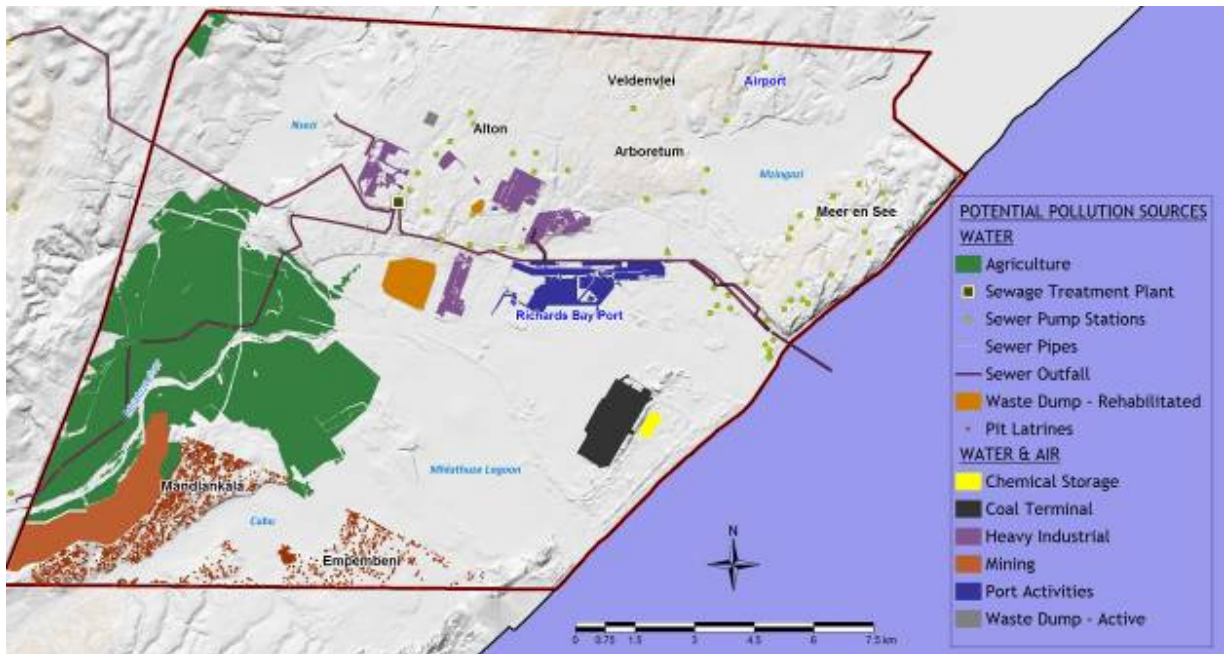 Veldenvlei
Airport
Nsezi
Alton
Arboretum
Mzingazi
Meer en See
Richards Bay Port
Mhlathuze Lagoon
Mandlankala
Cubu
Empembeni
N
0 0.75 1.5 3 4.5 6 7.5 km
POTENTIAL POLLUTION SOURCES
WATER
Agriculture
Sewage Treatment Plant
Sewer Pump Stations
Sewer Pipes
Sewer Outfall
Waste Dump - Rehabilitated
Pit Latrines
WATER & AIR
Chemical Storage
Coal Terminal
Heavy Industrial
Mining
Port Activities
Waste Dump - Active